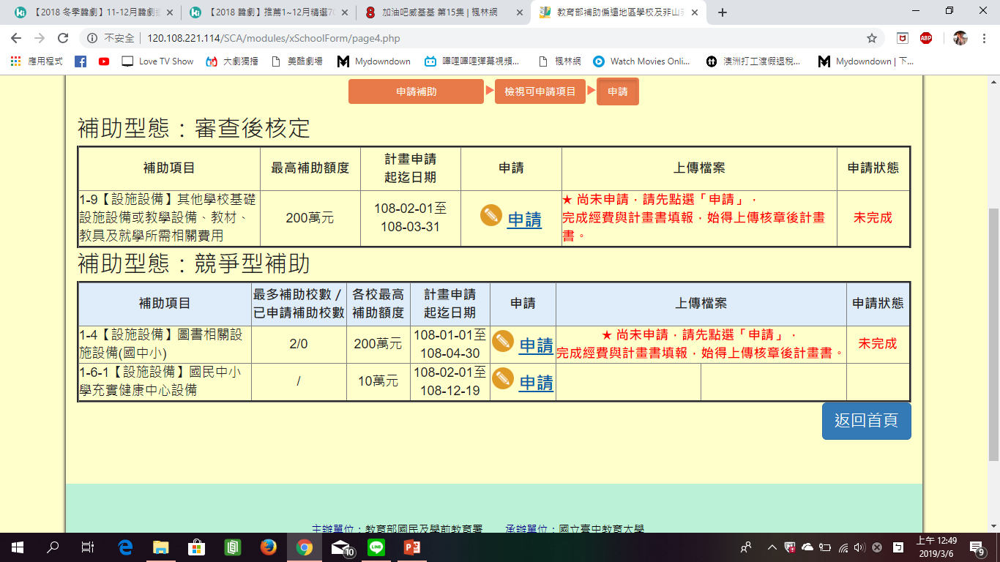 【2018 冬季韓劇】11-12月韓劇
【2018 韓劇】推薦1~12月精選70
加油吧威基基 第15集 | 楓林網
教育部補助偏遠地區學校及非山
不安全 | 120.108.221.114/SCA/modules/xSchoolForm/page4.php
ABP
應用程式
Love TV Show
大劇獨播
美酷劇場
Mydowndown
嗶哩嗶哩彈幕視頻...
楓林網
Watch Movies Onli...
澳洲打工渡假退稅...
Mydowndown | 下...
申請補助
檢視可申請項目
申請
補助型態：審查後核定
補助項目
最高補助額度
計畫申請
起迄日期
申請
上傳檔案
申請狀態
1-9【設施設備】其他學校基礎
設施設備或教學設備、教材、
教具及就學所需相關費用
200萬元
108-02-01至
108-03-31
申請
★ 尚未申請，請先點選「申請」，
完成經費與計畫書填報，始得上傳核章後計畫
書。
未完成
補助型態：競爭型補助
補助項目
最多補助校數 /
已申請補助校數
各校最高
補助額度
計畫申請
起迄日期
申請
上傳檔案
申請狀態
1-4【設施設備】圖書相關設
施設備(國中小)
2/0
200萬元
108-01-01至
108-04-30
申請
★ 尚未申請，請先點選「申請」，
完成經費與計畫書填報，始得上傳核章後計畫書。
未完成
1-6-1【設施設備】國民中小
學充實健康中心設備
/
10萬元
108-02-01至
108-12-19
申請
返回首頁
主辦單位：教育部國民及學前教育署 承辦單位：國立臺中教育大學
10
LINE
上午 12:49
2019/3/6
9